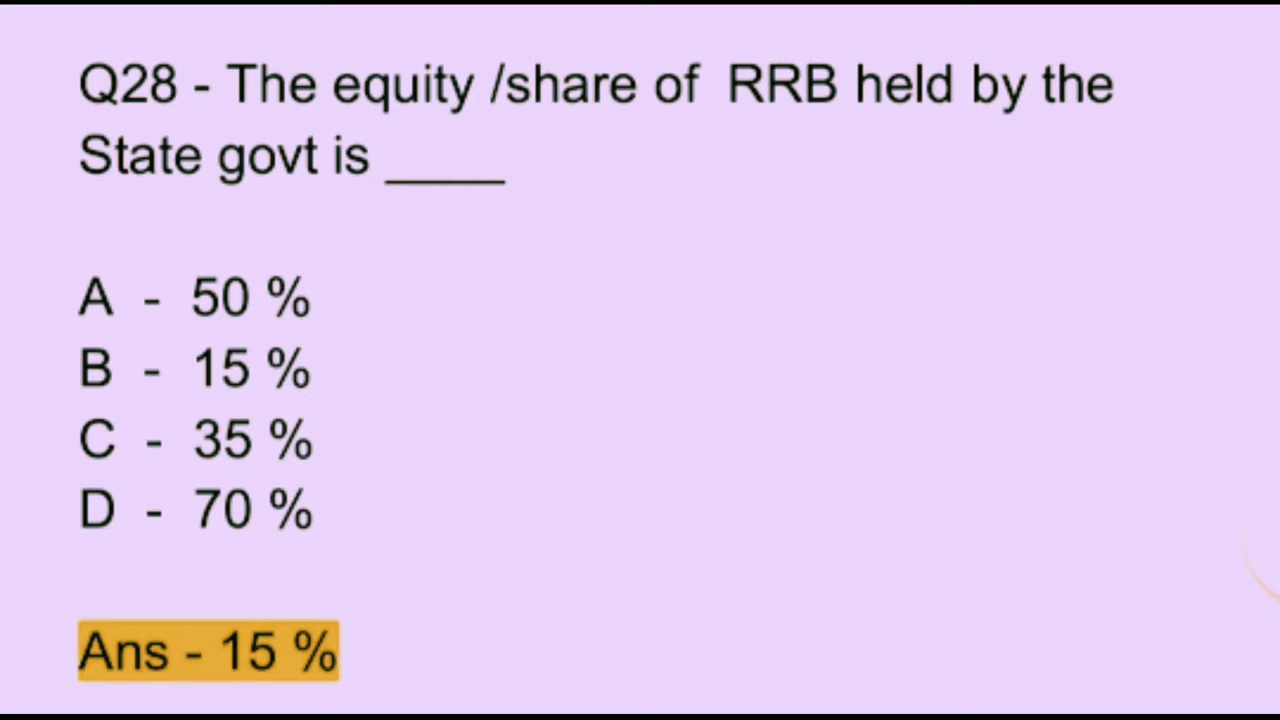 Q28 - The equity /share of RRB held by the
State govt is _____
A - 50 %
B - 15 %
C - 35 %
D - 70 %
Ans - 15 %